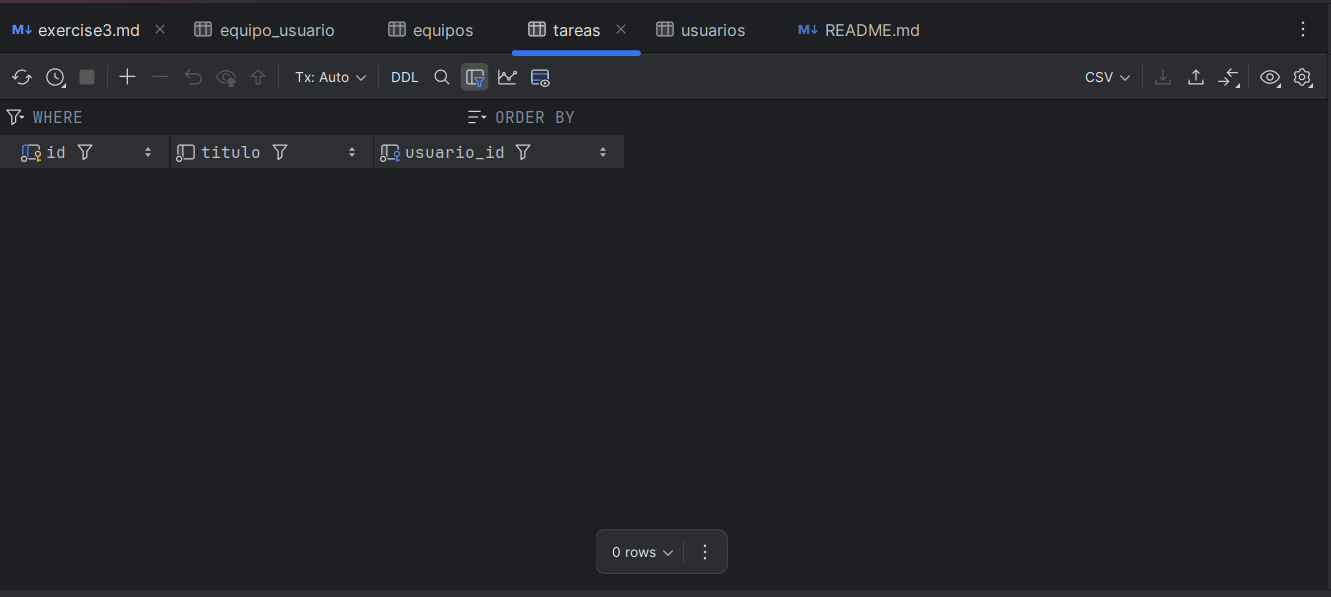 M↓ exercise3.md equipo_usuario equipos tareas usuarios M↓ README.md
Tx: Auto DDL CSV
WHERE ORDER BY
id titulo usuario_id
0 rows